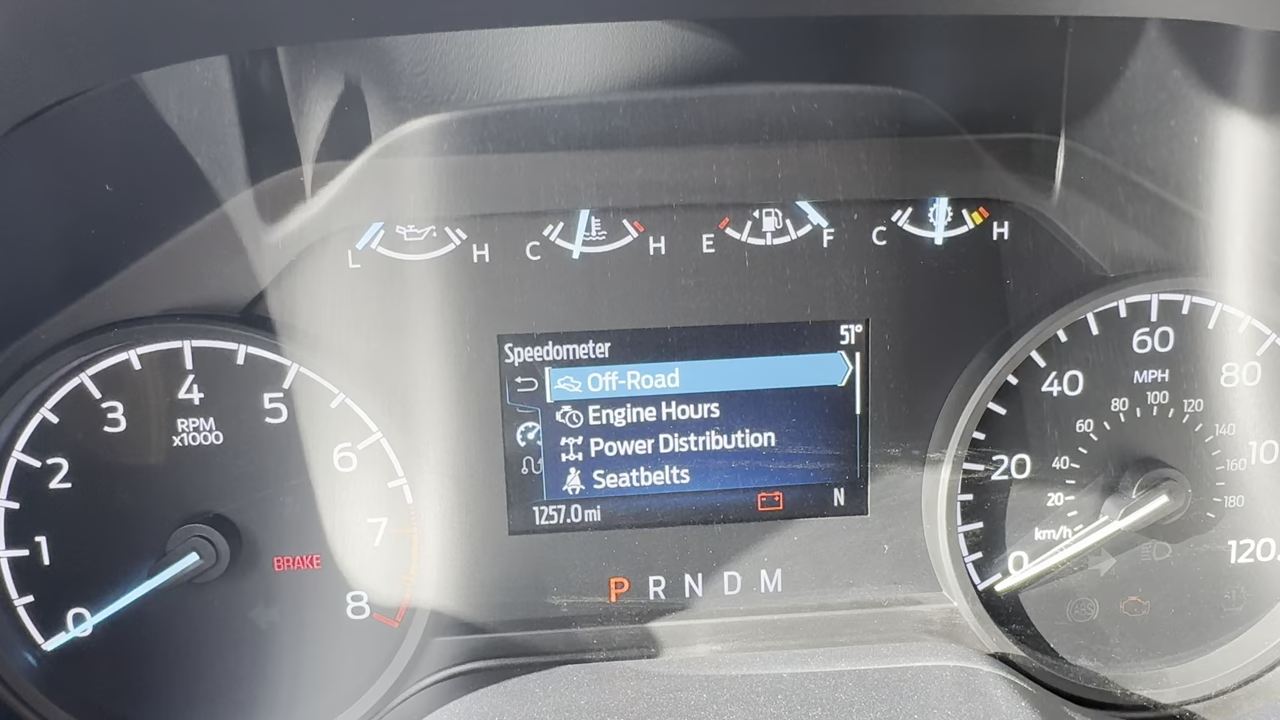 L H C H E F C H
Speedometer 51°
Off-Road
Engine Hours
Power Distribution
Seatbelts
1257.0 mi N
P R N D M
0 1 2 3 4 5 6 7 8
RPM
x1000
BRAKE
0 20 40 60 80 10 120
MPH
20 40 60 80 100 120 140 160 180
km/h
ABS